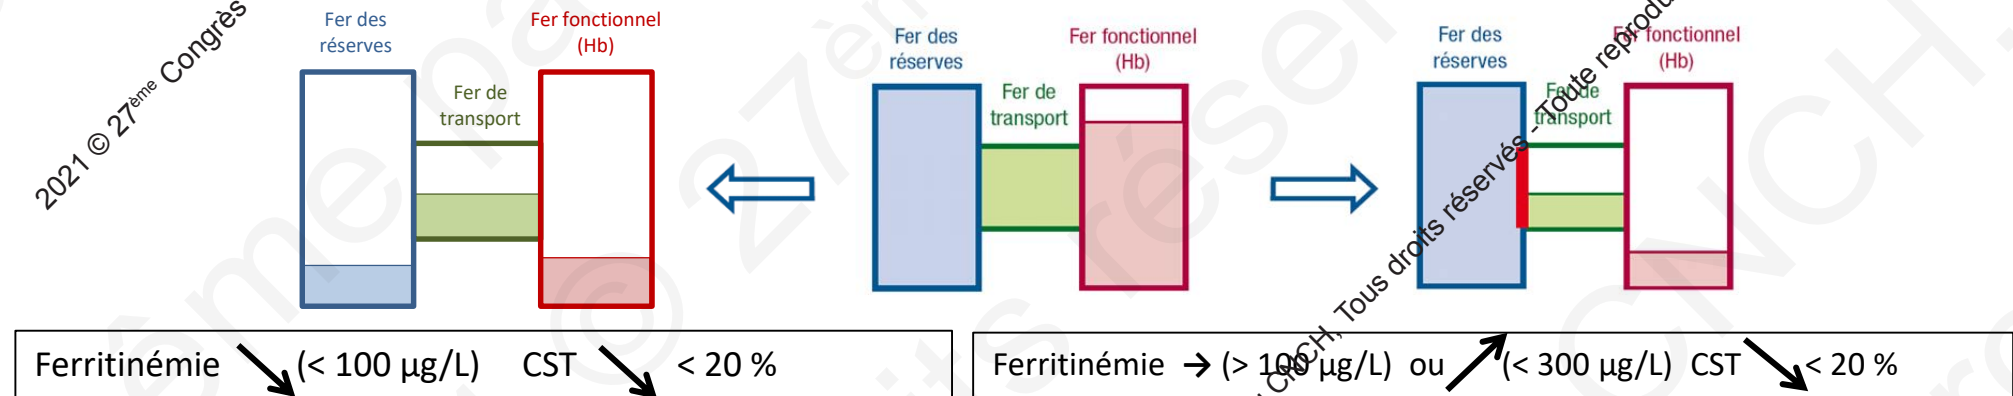 Fer des
réserves
Fer de
transport
Fer fonctionnel
(Hb)
Fer des
réserves
Fer de
transport
Fer fonctionnel
(Hb)
Fer des
réserves
Fer de
transport
Fer fonctionnel
(Hb)
Ferritinémie (< 100 µg/L) CST < 20 %
Ferritinémie → (> 100 µg/L) ou (< 300 µg/L) CST < 20 %
2021 © 27ème Congrès
CNCH, Tous droits réservés - Toute reprodu